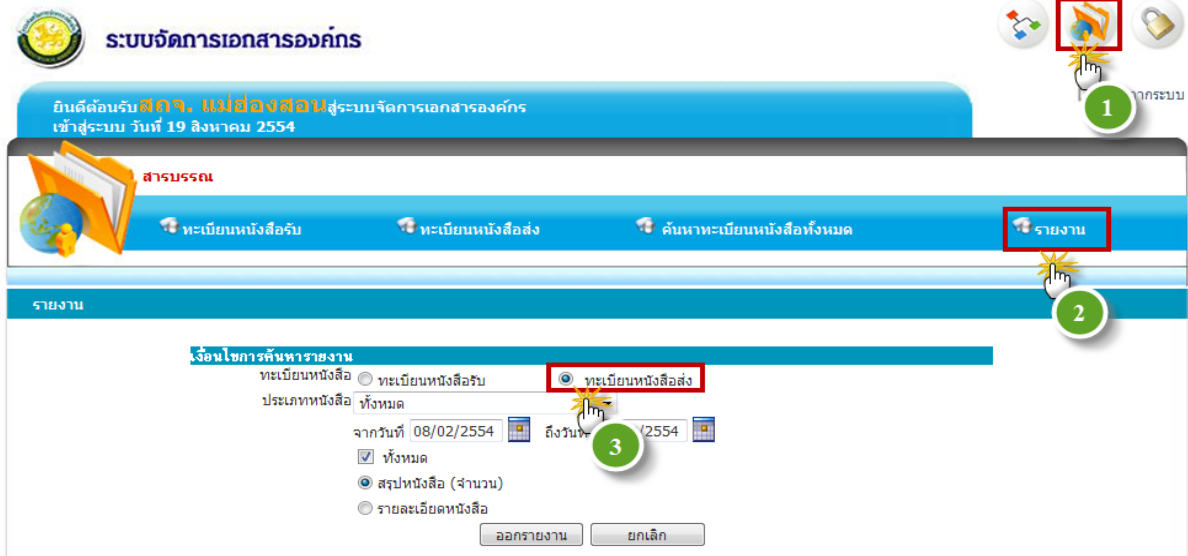 ระบบจัดการเอกสารองค์กร
ยินดีต้อนรับสถจ. แม่ฮ่องสอนสู่ระบบจัดการเอกสารองค์กร
เข้าสู่ระบบ วันที่ 19 สิงหาคม 2554
ากระบบ
1
สารบรรณ
ทะเบียนหนังสือรับ ทะเบียนหนังสือส่ง ค้นหาทะเบียนหนังสือทั้งหมด รายงาน
2
รายงาน
เงื่อนไขการค้นหารายงาน
ทะเบียนหนังสือ ทะเบียนหนังสือรับ ทะเบียนหนังสือส่ง
ประเภทหนังสือ ทั้งหมด
จากวันที่ 08/02/2554 ถึงวันที่ /2554
3
ทั้งหมด
สรุปหนังสือ (จำนวน)
รายละเอียดหนังสือ
ออกรายงาน ยกเลิก